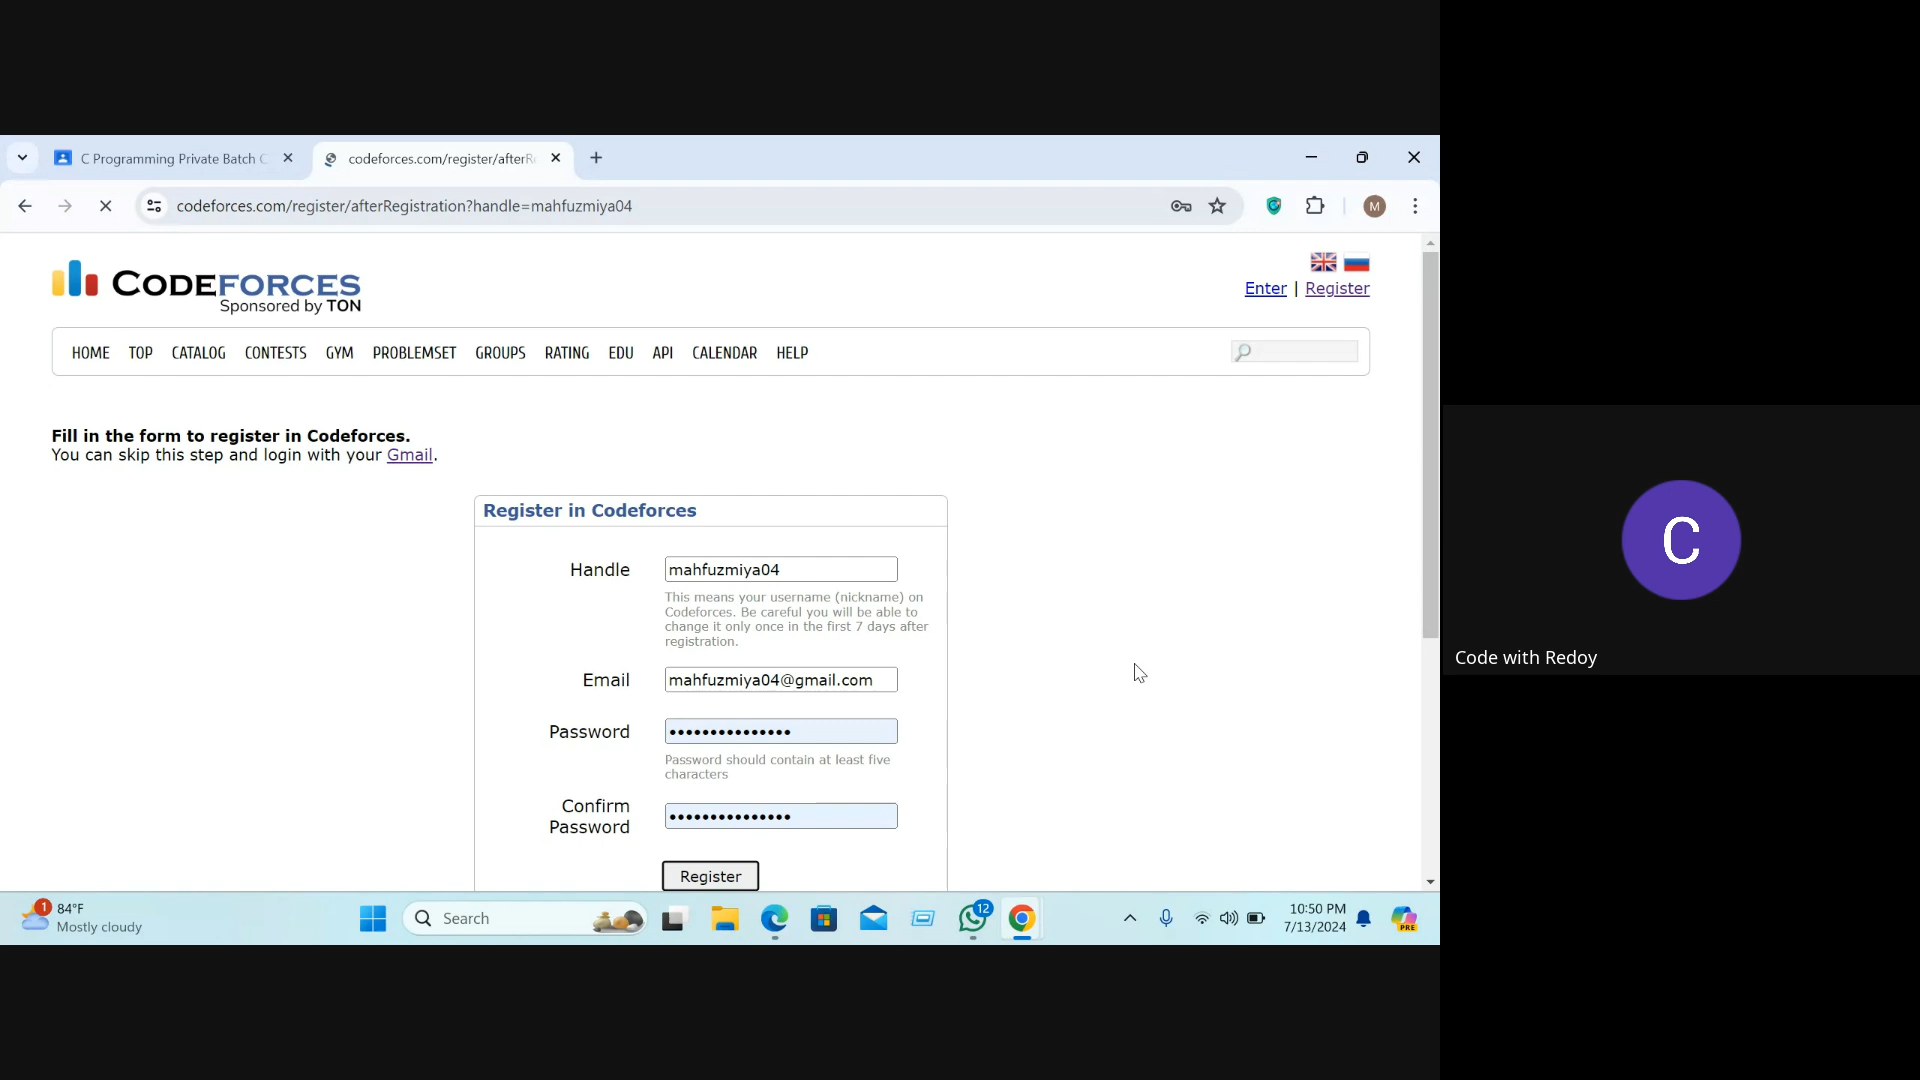 C Programming Private Batch C
codeforces.com/register/afterR
codeforces.com/register/afterRegistration?handle=mahfuzmiya04
M
CODEFORCES
Sponsored by TON
Enter | Register
HOME TOP CATALOG CONTESTS GYM PROBLEMSET GROUPS RATING EDU API CALENDAR HELP
Fill in the form to register in Codeforces.
You can skip this step and login with your Gmail.
Register in Codeforces
Handle
mahfuzmiya04
This means your username (nickname) on
Codeforces. Be careful you will be able to
change it only once in the first 7 days after
registration.
Email
mahfuzmiya04@gmail.com
Password
Password should contain at least five
characters
Confirm
Password
Register
1
84°F
Mostly cloudy
Search
12
10:50 PM
7/13/2024
PRE
C
Code with Redoy